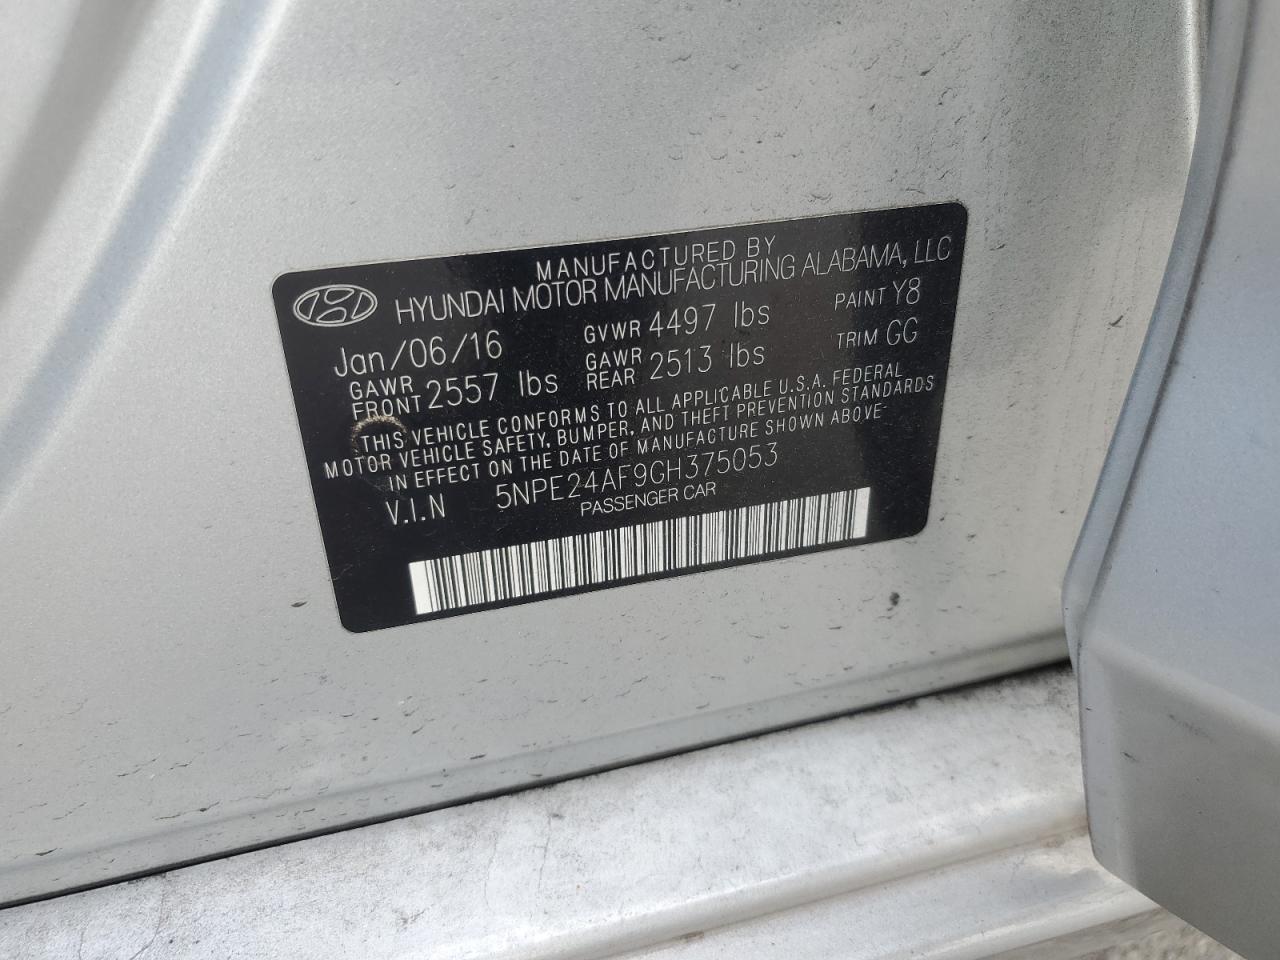 MANUFACTURED BY
HYUNDAI MOTOR MANUFACTURING ALABAMA, LLC
Jan/06/16 GVWR 4497 lbs PAINT Y8
GAWR FRONT 2557 lbs GAWR REAR 2513 lbs TRIM GG
THIS VEHICLE CONFORMS TO ALL APPLICABLE U.S.A. FEDERAL
MOTOR VEHICLE SAFETY, BUMPER, AND THEFT PREVENTION STANDARDS
IN EFFECT ON THE DATE OF MANUFACTURE SHOWN ABOVE-
V.I.N 5NPE24AF9GH375053
PASSENGER CAR